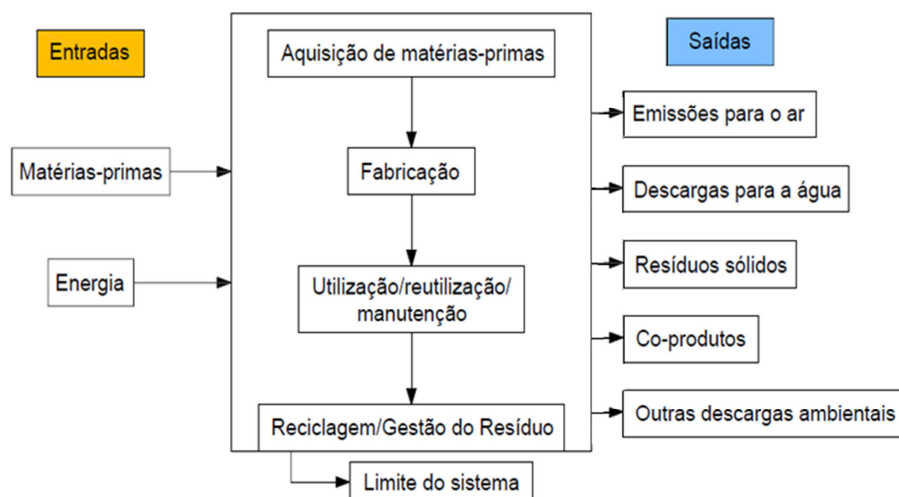 Entradas
Aquisição de matérias-primas
Saídas
Matérias-primas
Energia
Fabricação
Utilização/reutilização/
manutenção
Reciclagem/Gestão do Resíduo
Limite do sistema
Emissões para o ar
Descargas para a água
Resíduos sólidos
Co-produtos
Outras descargas ambientais